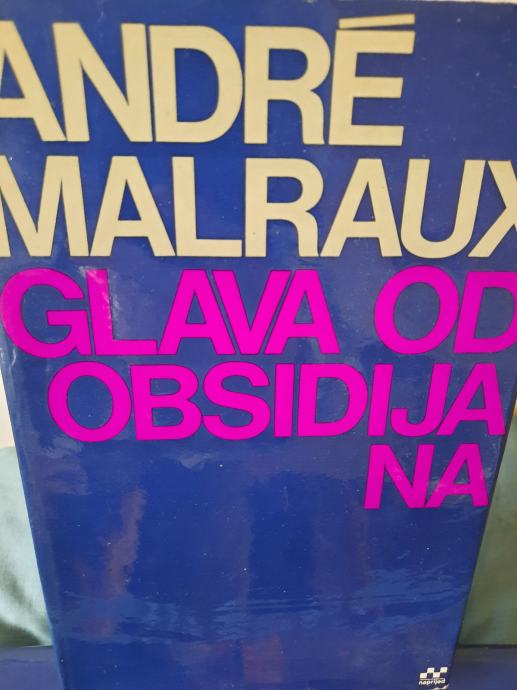 ANDRÉ
MALRAUX
GLAVA OD
OBSIDIJA
NA
naprijed